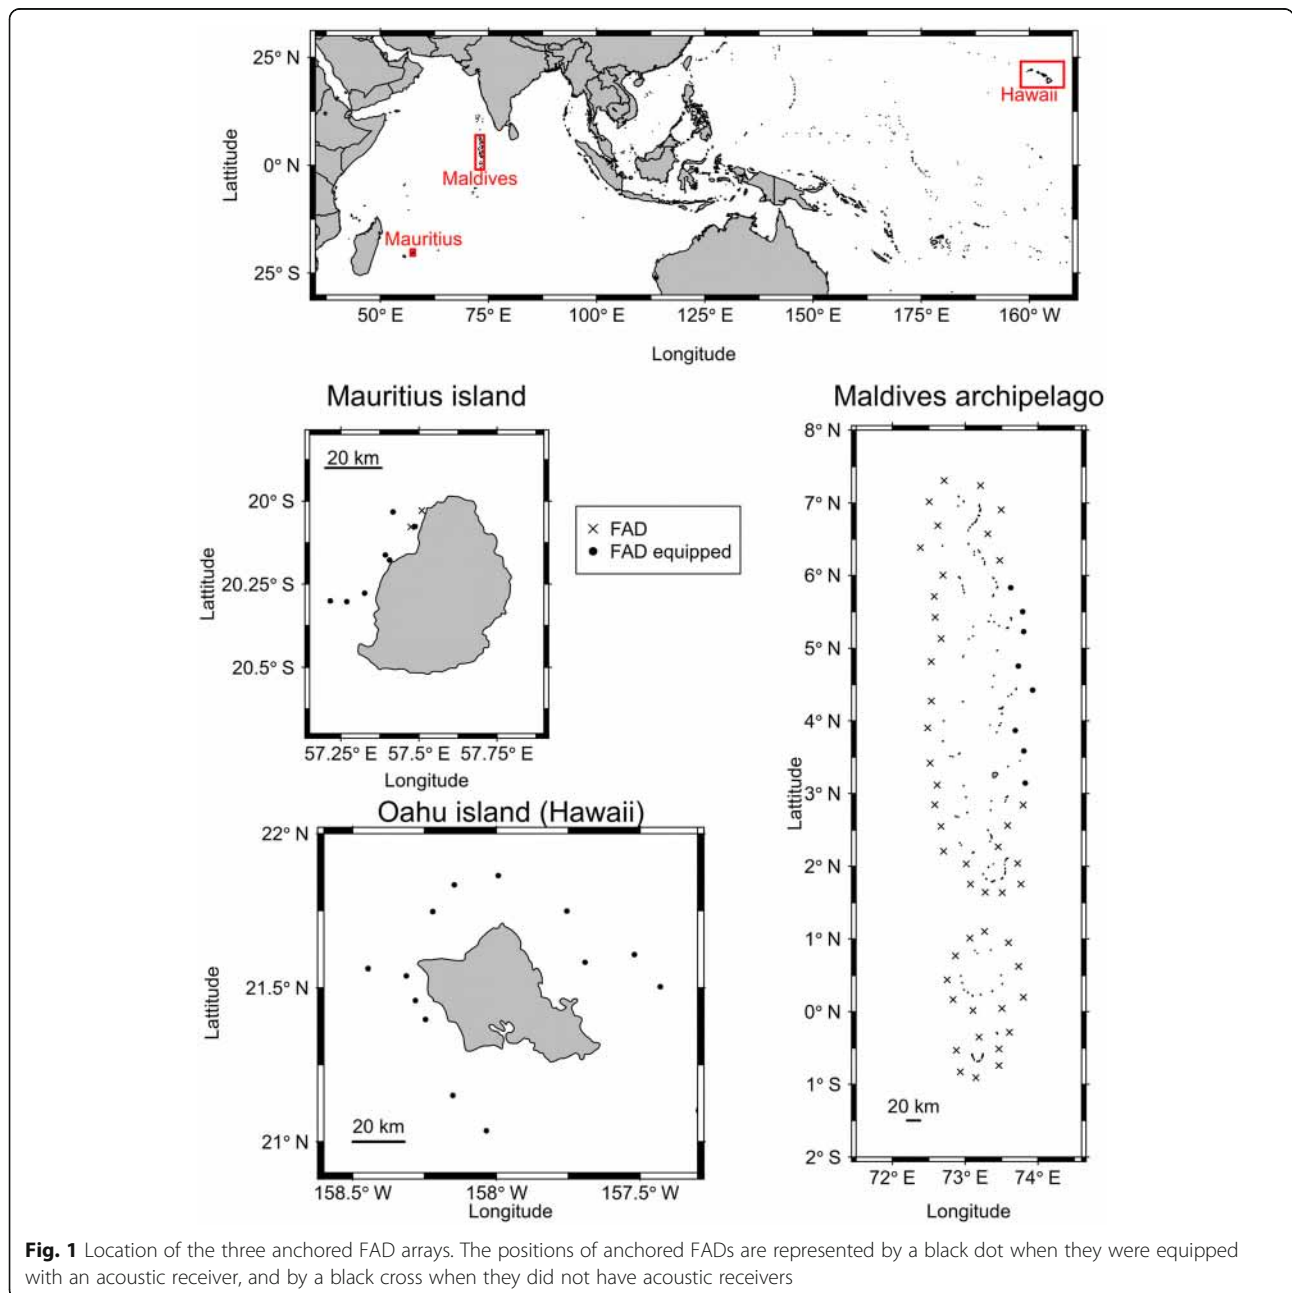 25° N
0° N
25° S
Lattitude
Hawaii
Maldives
Mauritius
50° E 75° E 100° E 125° E 150° E 175° E 160° W
Longitude
Mauritius island
20 km
20° S
20.25° S
20.5° S
Lattitude
57.25° E 57.5° E 57.75° E
Longitude
FAD
FAD equipped
Maldives archipelago
8° N
7° N
6° N
5° N
4° N
3° N
2° N
1° N
0° N
1° S
2° S
Lattitude
20 km
72° E 73° E 74° E
Longitude
Oahu island (Hawaii)
22° N
21.5° N
21° N
Lattitude
20 km
158.5° W 158° W 157.5° W
Longitude
Fig. 1 Location of the three anchored FAD arrays. The positions of anchored FADs are represented by a black dot when they were equipped
with an acoustic receiver, and by a black cross when they did not have acoustic receivers